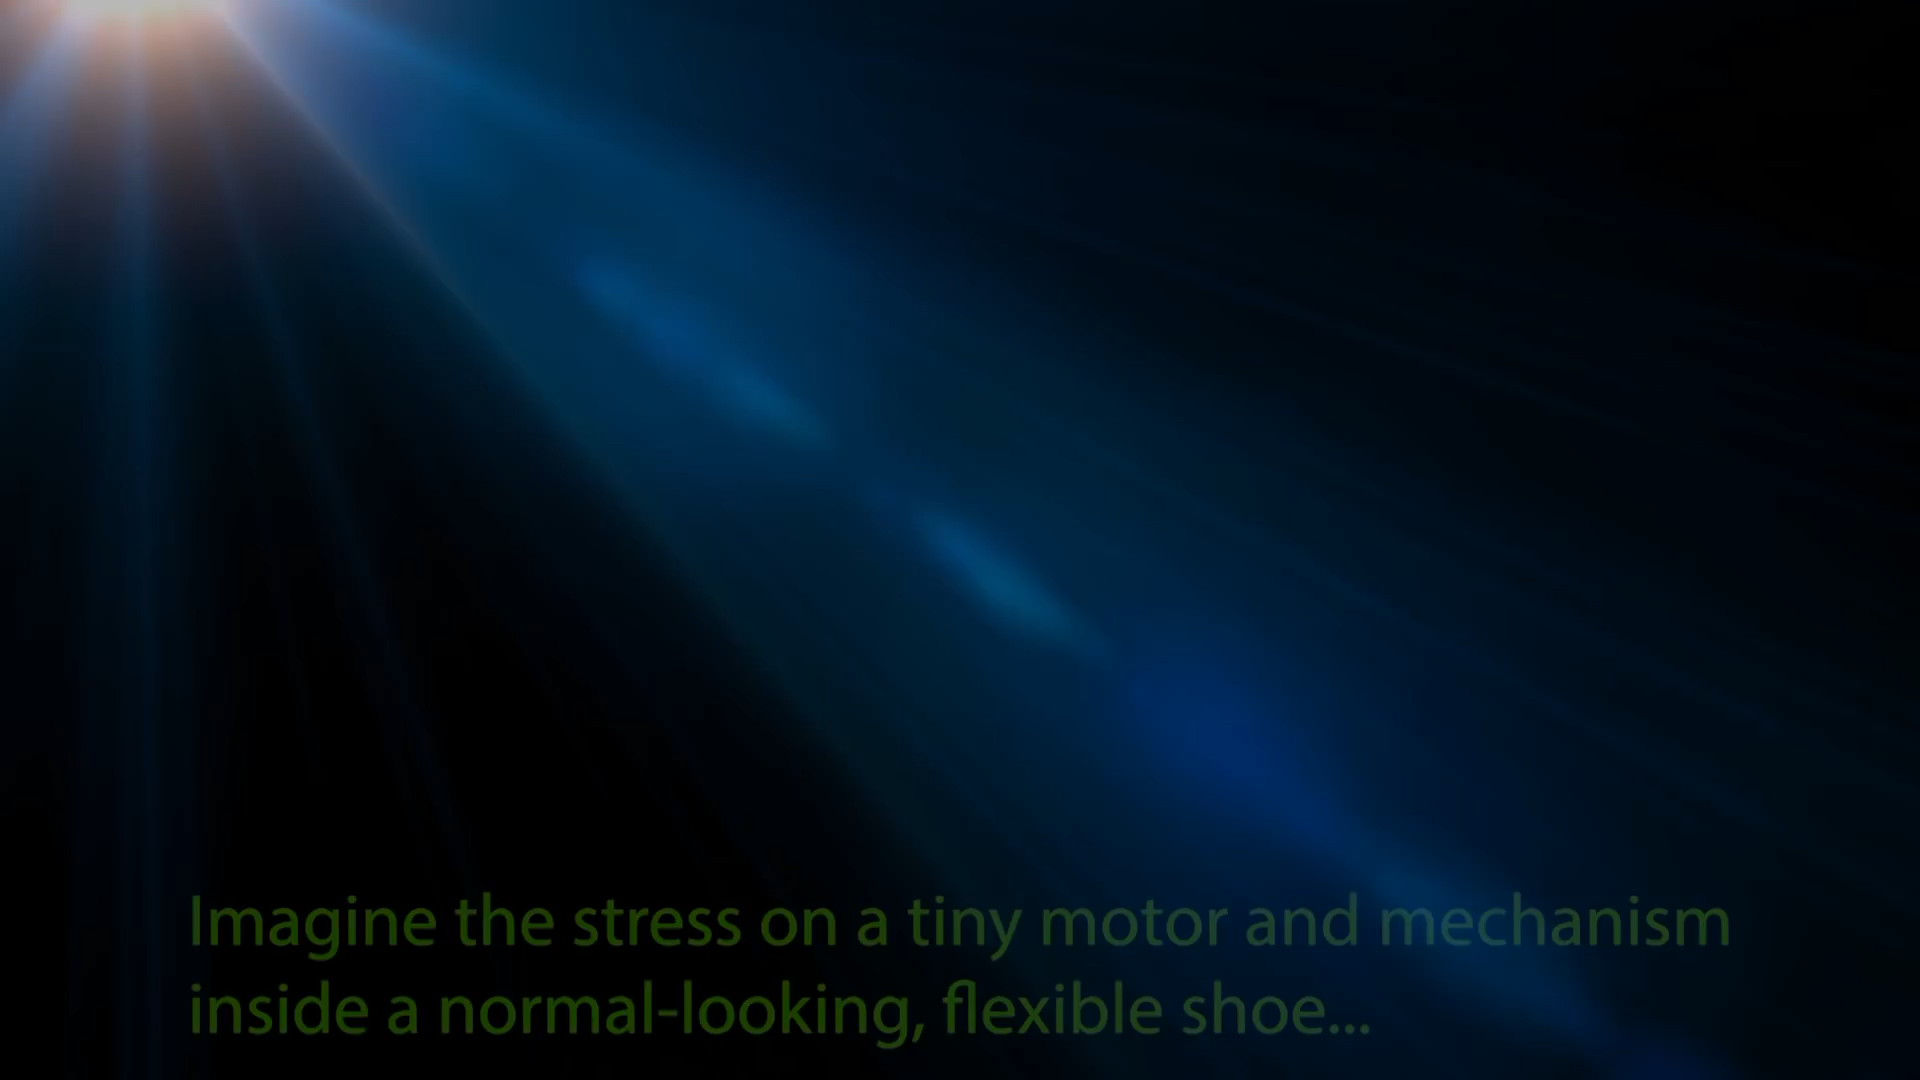 Imagine the stress on a tiny motor and mechanism
inside a normal-looking, flexible shoe...